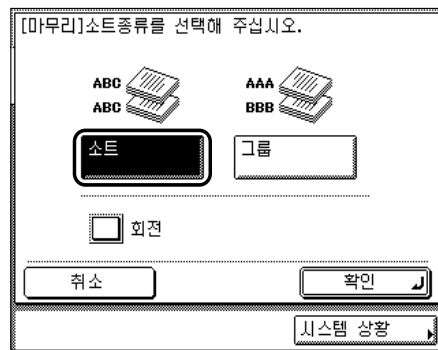 [마무리]소트종류를 선택해 주십시오.
ABC AAA
ABC BBB
소트 그룹
회전
취소 확인
시스템 상황